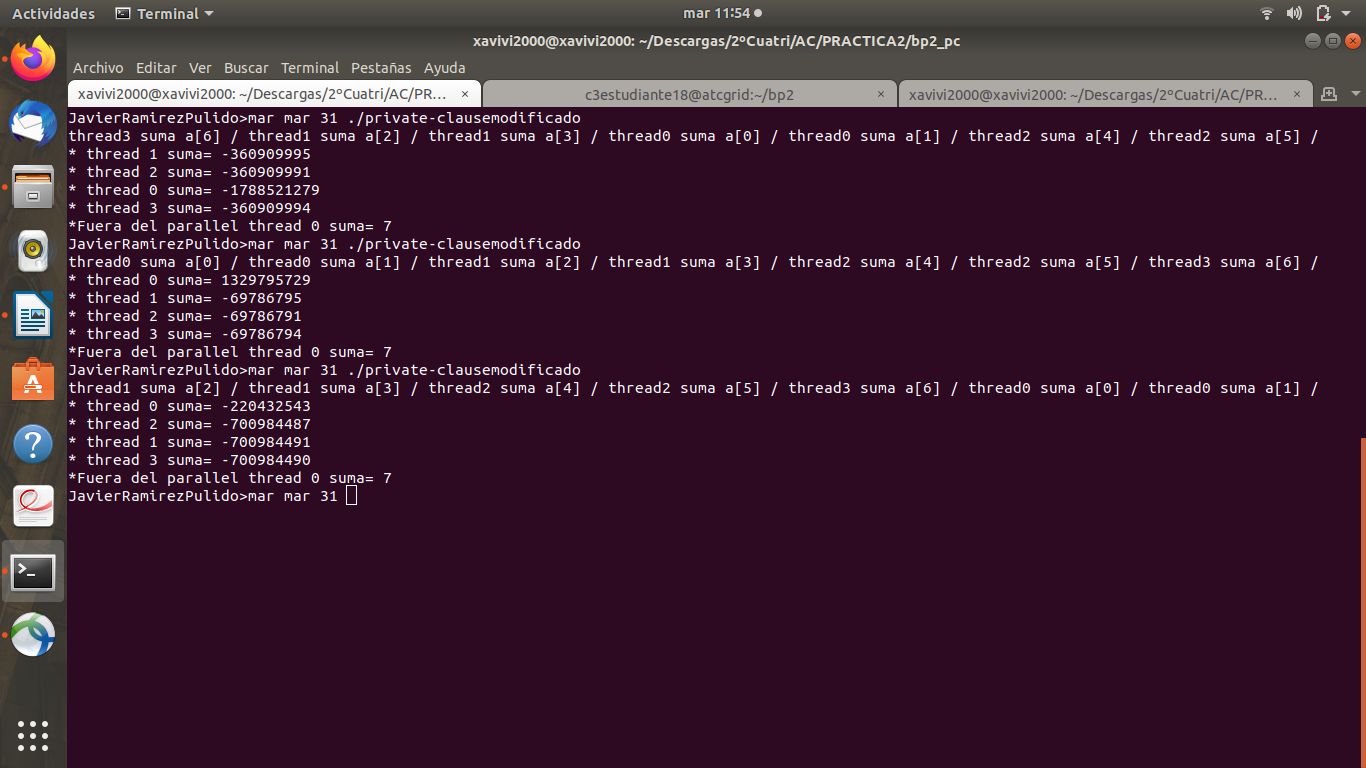 Actividades Terminal mar 11:54
xavivi2000@xavivi2000: ~/Descargas/2ºCuatri/AC/PRACTICA2/bp2_pc
Archivo Editar Ver Buscar Terminal Pestañas Ayuda
xavivi2000@xavivi2000: ~/Descargas/2ºCuatri/AC/PR... × c3estudiante18@atcgrid:~/bp2 × xavivi2000@xavivi2000: ~/Descargas/2ºCuatri/AC/PR... ×
JavierRamirezPulido>mar mar 31 ./private-clausemodificado
thread3 suma a[6] / thread1 suma a[2] / thread1 suma a[3] / thread0 suma a[0] / thread0 suma a[1] / thread2 suma a[4] / thread2 suma a[5] /
* thread 1 suma= -360909995
* thread 2 suma= -360909991
* thread 0 suma= -1788521279
* thread 3 suma= -360909994
*Fuera del parallel thread 0 suma= 7
JavierRamirezPulido>mar mar 31 ./private-clausemodificado
thread0 suma a[0] / thread0 suma a[1] / thread1 suma a[2] / thread1 suma a[3] / thread2 suma a[4] / thread2 suma a[5] / thread3 suma a[6] /
* thread 0 suma= 1329795729
* thread 1 suma= -69786795
* thread 2 suma= -69786791
* thread 3 suma= -69786794
*Fuera del parallel thread 0 suma= 7
JavierRamirezPulido>mar mar 31 ./private-clausemodificado
thread1 suma a[2] / thread1 suma a[3] / thread2 suma a[4] / thread2 suma a[5] / thread3 suma a[6] / thread0 suma a[0] / thread0 suma a[1] /
* thread 0 suma= -220432543
* thread 2 suma= -700984487
* thread 1 suma= -700984491
* thread 3 suma= -700984490
*Fuera del parallel thread 0 suma= 7
JavierRamirezPulido>mar mar 31